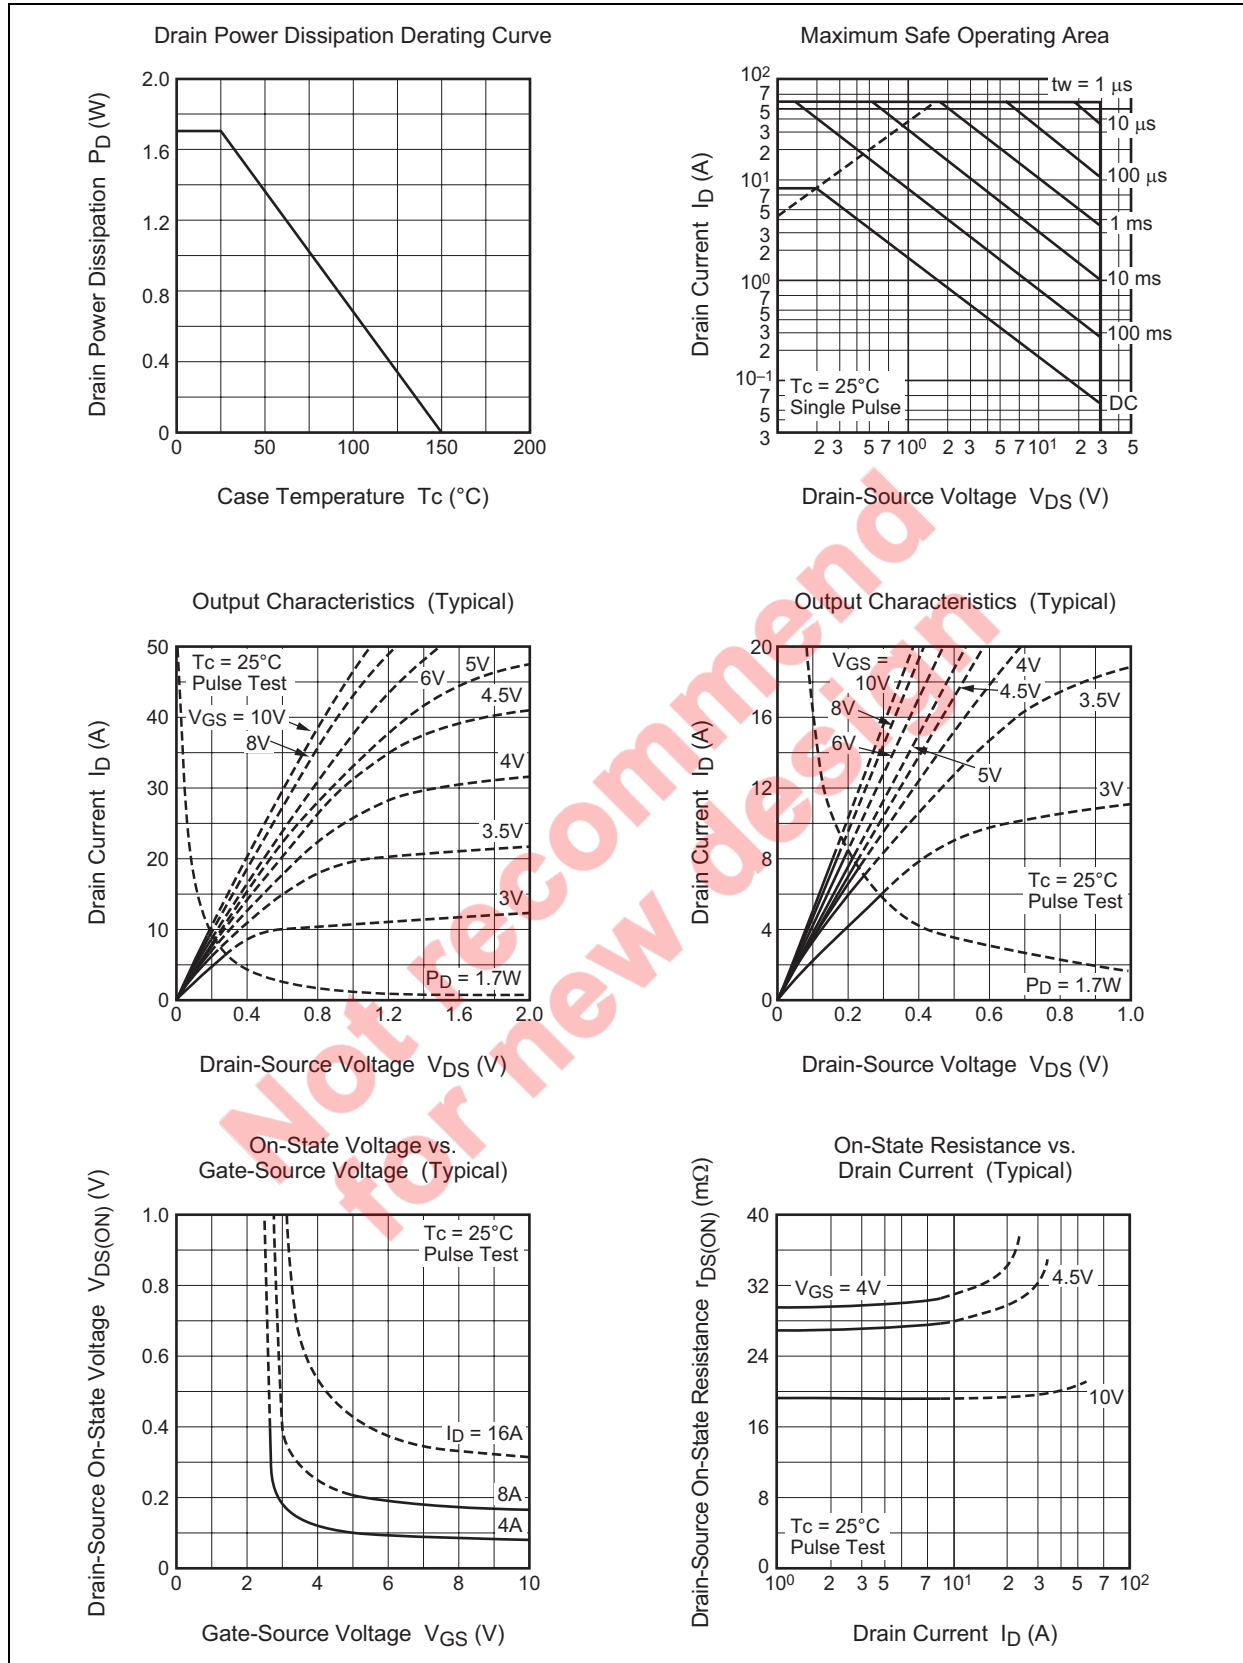 Drain Power Dissipation Derating Curve
Drain Power Dissipation PD (W)
2.0
1.6
1.2
0.8
0.4
0
0 50 100 150 200
Case Temperature Tc (°C)
Maximum Safe Operating Area
Drain Current ID (A)
10²
7
5
3
2
10¹
7
5
3
2
10⁰
7
5
3
2
10–¹
7
5
3
tw = 1 µs
10 µs
100 µs
1 ms
10 ms
100 ms
DC
Tc = 25°C
Single Pulse
2 3 5 7 10⁰ 2 3 5 7 10¹ 2 3 5
Drain-Source Voltage VDS (V)
Output Characteristics (Typical)
Drain Current ID (A)
50
40
30
20
10
0
Tc = 25°C
Pulse Test
VGS = 10V
8V
6V
5V
4.5V
4V
3.5V
3V
PD = 1.7W
0 0.4 0.8 1.2 1.6 2.0
Drain-Source Voltage VDS (V)
Output Characteristics (Typical)
Drain Current ID (A)
20
16
12
8
4
0
VGS =
10V
8V
6V
4V
4.5V
3.5V
5V
3V
Tc = 25°C
Pulse Test
PD = 1.7W
0 0.2 0.4 0.6 0.8 1.0
Drain-Source Voltage VDS (V)
On-State Voltage vs.
Gate-Source Voltage (Typical)
Drain-Source On-State Voltage VDS(ON) (V)
1.0
0.8
0.6
0.4
0.2
0
Tc = 25°C
Pulse Test
ID = 16A
8A
4A
0 2 4 6 8 10
Gate-Source Voltage VGS (V)
On-State Resistance vs.
Drain Current (Typical)
Drain-Source On-State Resistance rDS(ON) (mΩ)
40
32
24
16
8
0
VGS = 4V
4.5V
10V
Tc = 25°C
Pulse Test
10⁰ 2 3 5 7 10¹ 2 3 5 7 10²
Drain Current ID (A)
Not recommend
for new design